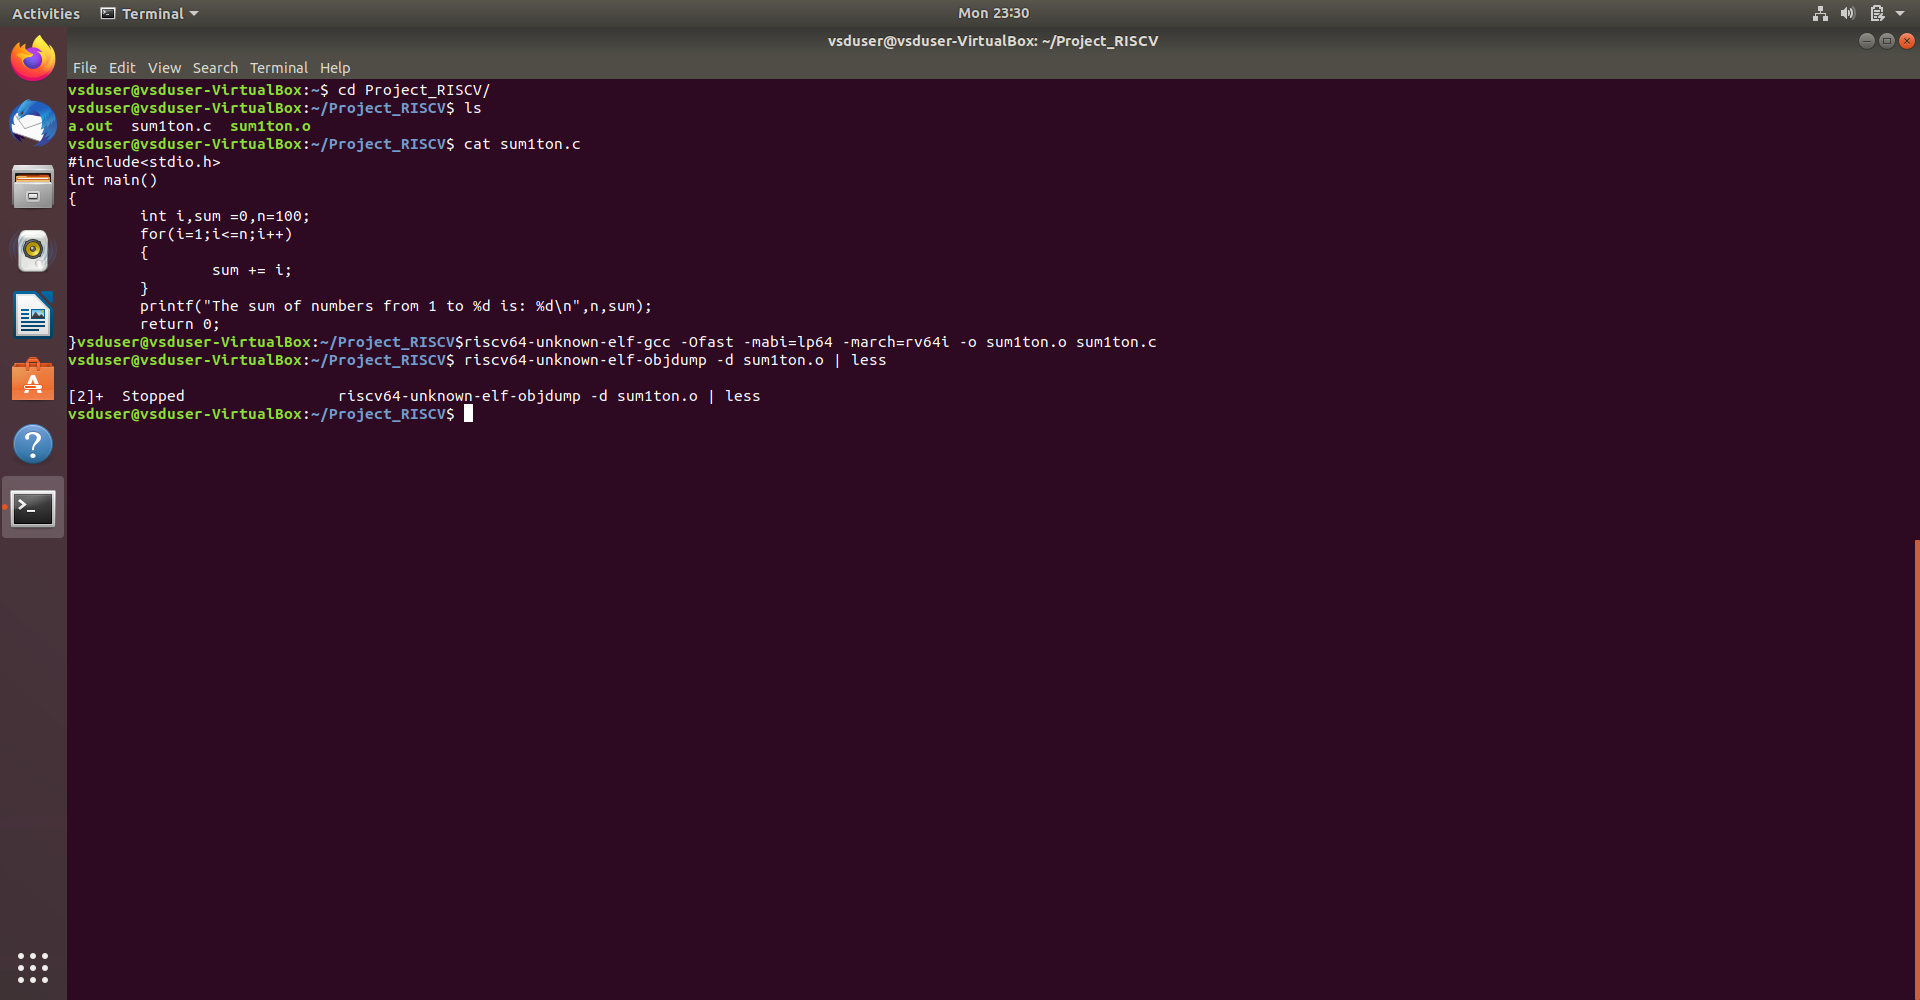 Activities Terminal Mon 23:30
vsduser@vsduser-VirtualBox: ~/Project_RISCV
File Edit View Search Terminal Help
vsduser@vsduser-VirtualBox:~$ cd Project_RISCV/
vsduser@vsduser-VirtualBox:~/Project_RISCV$ ls
a.out  sum1ton.c  sum1ton.o
vsduser@vsduser-VirtualBox:~/Project_RISCV$ cat sum1ton.c
#include<stdio.h>
int main()
{
        int i,sum =0,n=100;
        for(i=1;i<=n;i++)
        {
                sum += i;
        }
        printf("The sum of numbers from 1 to %d is: %d\n",n,sum);
        return 0;
}vsduser@vsduser-VirtualBox:~/Project_RISCV$riscv64-unknown-elf-gcc -Ofast -mabi=lp64 -march=rv64i -o sum1ton.o sum1ton.c
vsduser@vsduser-VirtualBox:~/Project_RISCV$ riscv64-unknown-elf-objdump -d sum1ton.o | less
[2]+  Stopped                 riscv64-unknown-elf-objdump -d sum1ton.o | less
vsduser@vsduser-VirtualBox:~/Project_RISCV$